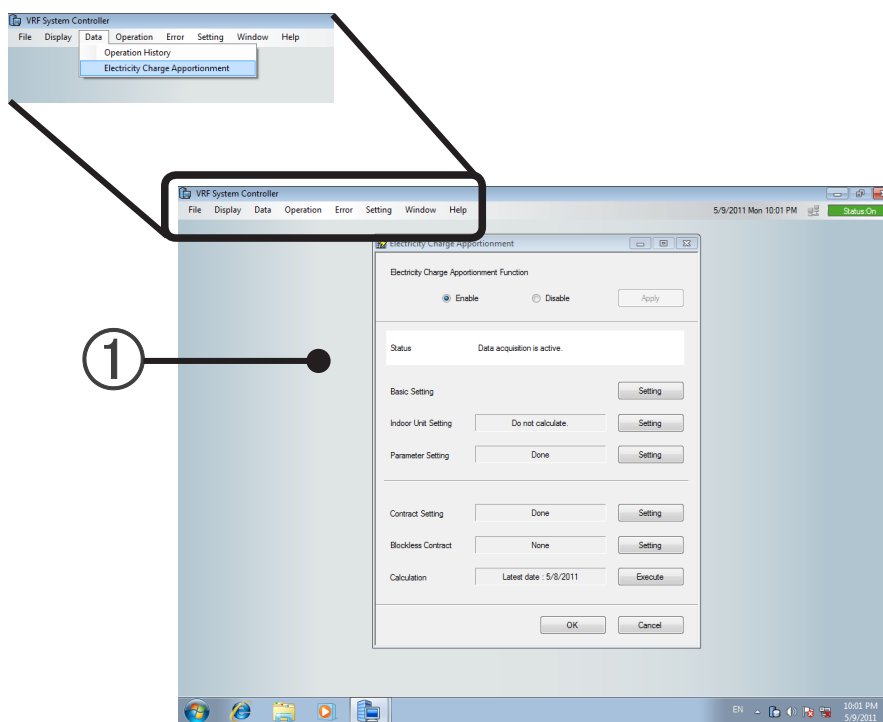 VRF System Controller
File Display Data Operation Error Setting Window Help
Operation History
Electricity Charge Apportionment
VRF System Controller
File Display Data Operation Error Setting Window Help 5/9/2011 Mon 10:01 PM Status:On
Electricity Charge Apportionment
Electricity Charge Apportionment Function
Enable Disable Apply
① Status Data acquisition is active.
Basic Setting Setting
Indoor Unit Setting Do not calculate. Setting
Parameter Setting Done Setting
Contract Setting Done Setting
Blockless Contract None Setting
Calculation Latest date : 5/8/2011 Execute
OK Cancel
EN 10:01 PM
5/9/2011